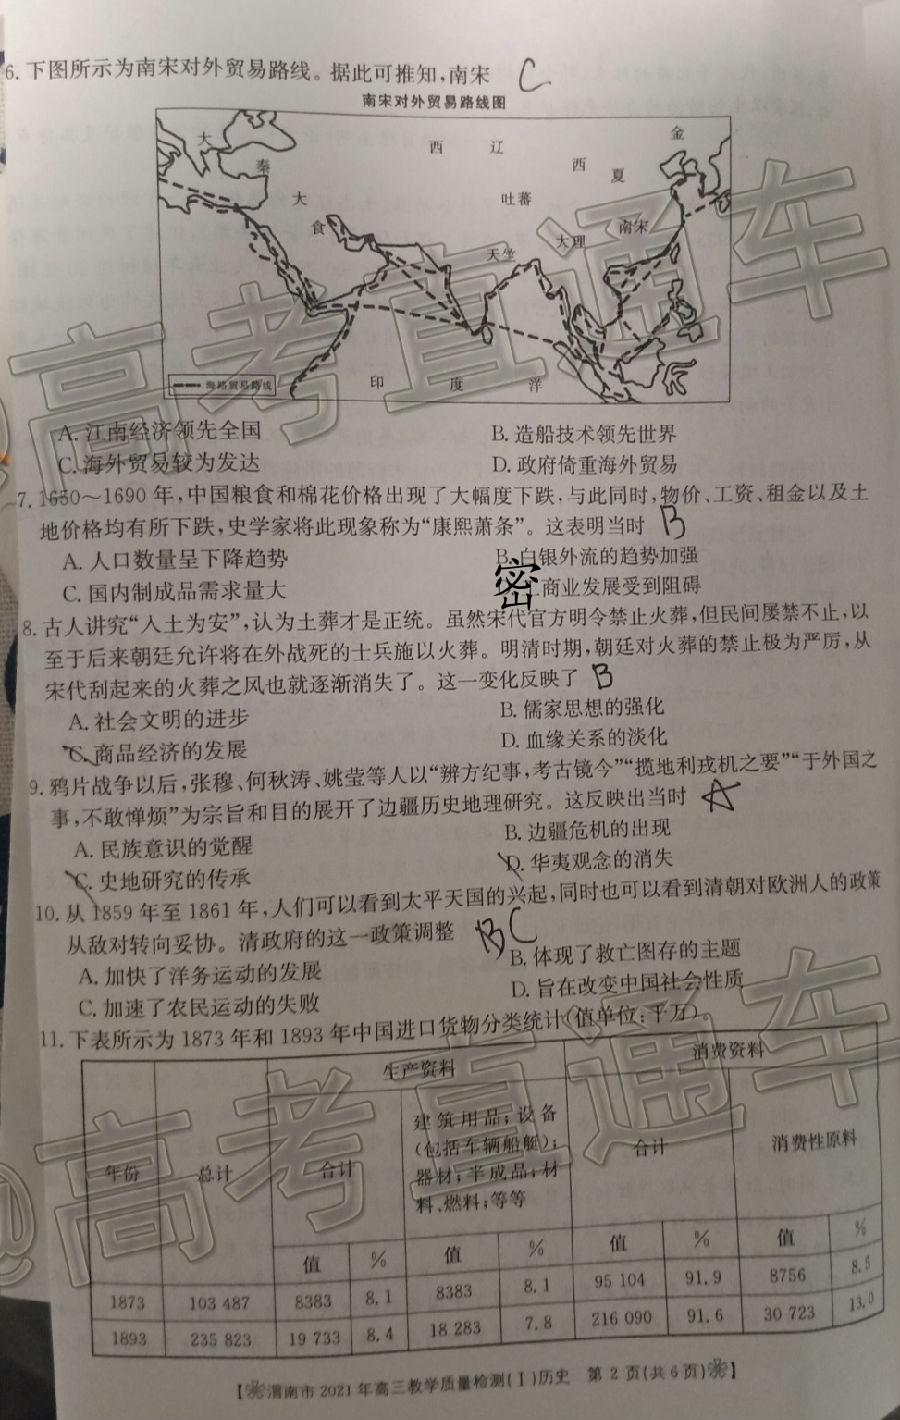 6. 下图所示为南宋对外贸易路线。据此可推知,南宋 C
南宋对外贸易路线图
大
秦
大
食
西 辽
西
夏
金
吐蕃
大理
南宋
天竺
海路贸易路线
印 度 洋
A. 江南经济领先全国 B. 造船技术领先世界
C. 海外贸易较为发达 D. 政府倚重海外贸易
7. 1650～1690 年,中国粮食和棉花价格出现了大幅度下跌,与此同时,物价、工资、租金以及土
地价格均有所下跌,史学家将此现象称为“康熙萧条”。这表明当时 B
A. 人口数量呈下降趋势 B. 白银外流的趋势加强
C. 国内制成品需求量大 密 商业发展受到阻碍
8. 古人讲究“入土为安”,认为土葬才是正统。虽然宋代官方明令禁止火葬,但民间屡禁不止,以
至于后来朝廷允许将在外战死的士兵施以火葬。明清时期,朝廷对火葬的禁止极为严厉,从
宋代刮起来的火葬之风也就逐渐消失了。这一变化反映了 B
A. 社会文明的进步 B. 儒家思想的强化
C. 商品经济的发展 D. 血缘关系的淡化
9. 鸦片战争以后,张穆、何秋涛、姚莹等人以“辨方纪事,考古镜今”“揽地利戎机之要”“于外国之
事,不敢惮烦”为宗旨和目的展开了边疆历史地理研究。这反映出当时 A
A. 民族意识的觉醒 B. 边疆危机的出现
C. 史地研究的传承 D. 华夷观念的消失
10. 从 1859 年至 1861 年,人们可以看到太平天国的兴起,同时也可以看到清朝对欧洲人的政策
从敌对转向妥协。清政府的这一政策调整 B C
A. 加快了洋务运动的发展 B. 体现了救亡图存的主题
C. 加速了农民运动的失败 D. 旨在改变中国社会性质
11. 下表所示为 1873 年和 1893 年中国进口货物分类统计(值单位:千万)。
生产资料 消费资料
年份 总计 合计 建筑用品;设备
(包括车辆船艇);
器材;半成品;材
料、燃料;等等
合计 消费性原料
值 % 值 % 值 % 值 %
1873 103 487 8383 8.1 8383 8.1 95 104 91.9 8756 8.5
1893 235 823 19 733 8.4 18 283 7.8 216 090 91.6 30 723 13.0
【※渭南市 2021 年高三教学质量检测(Ⅰ)历史 第 2 页(共 6 页)※】
@高考直通车
@高考直通车